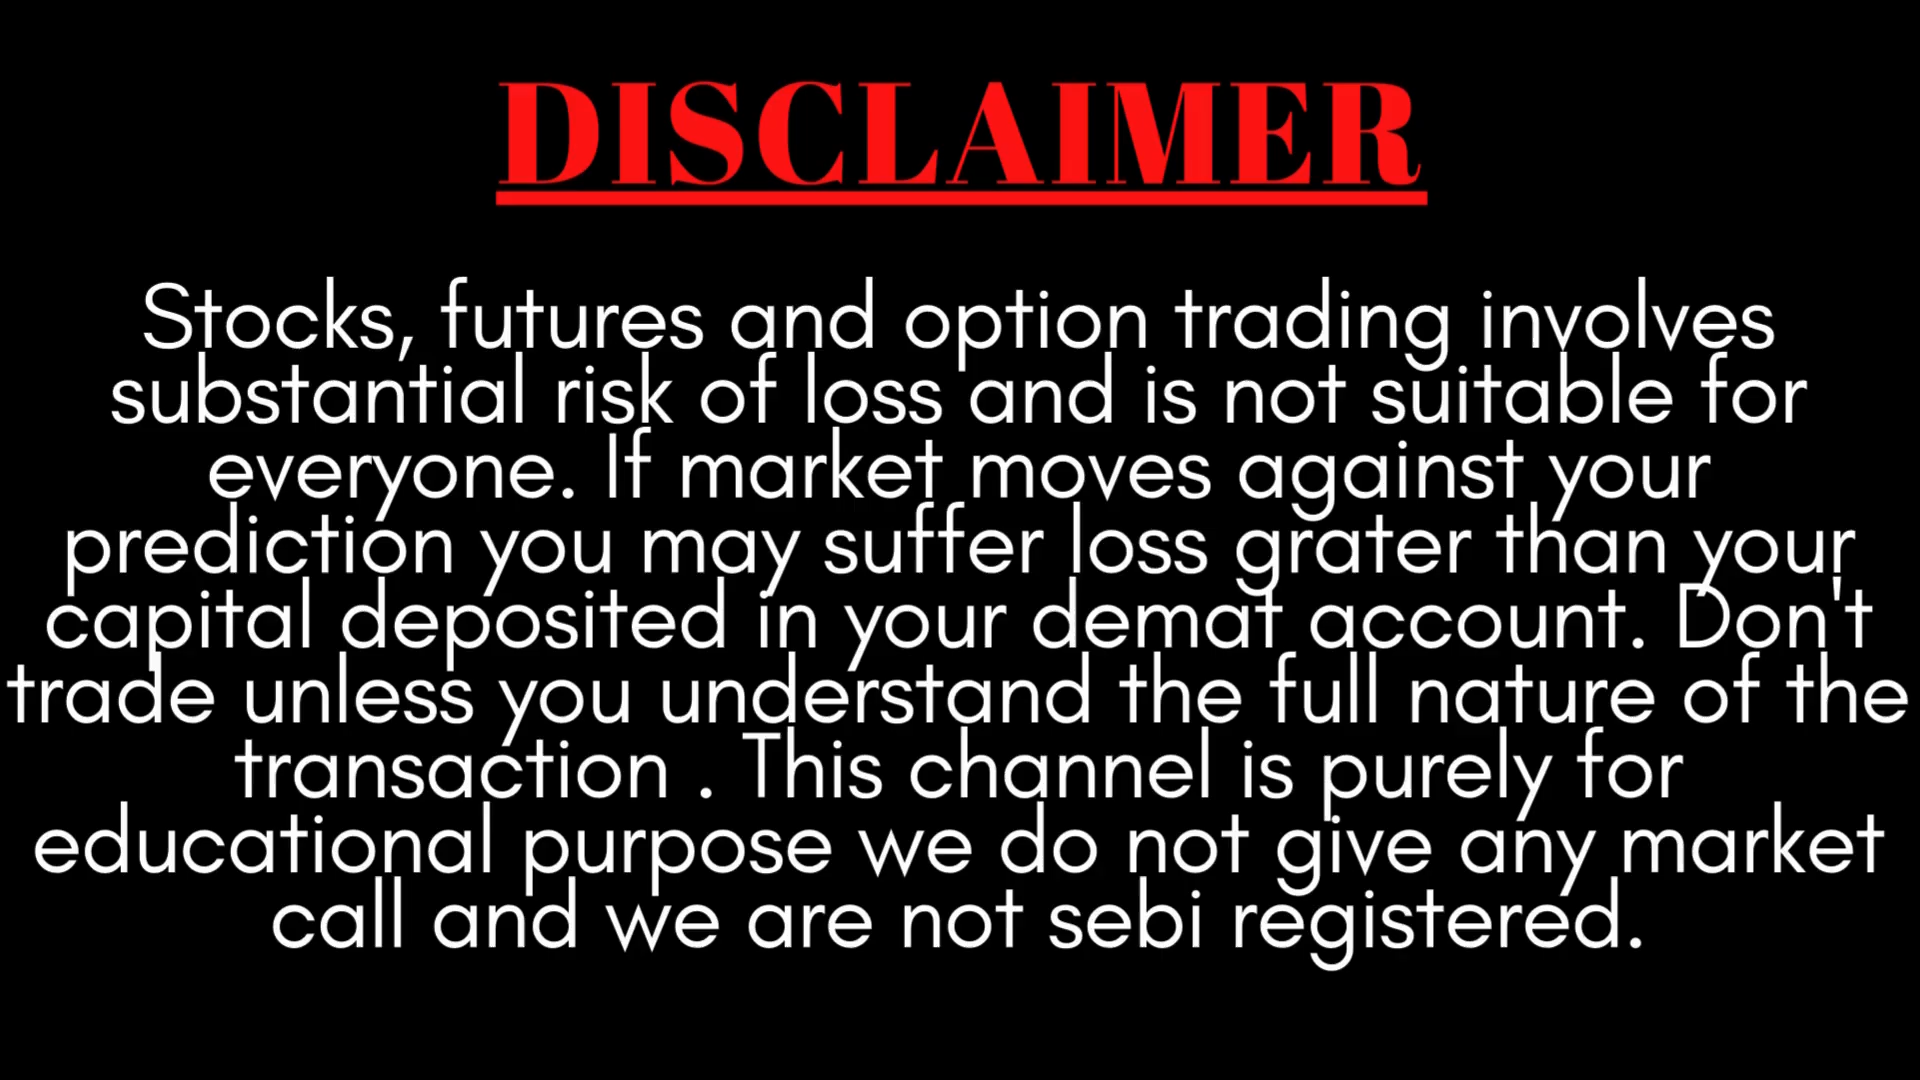 DISCLAIMER
Stocks, futures and option trading involves
substantial risk of loss and is not suitable for
everyone. If market moves against your
prediction you may suffer loss grater than your
capital deposited in your demat account. Don't
trade unless you understand the full nature of the
transaction . This channel is purely for
educational purpose we do not give any market
call and we are not sebi registered.